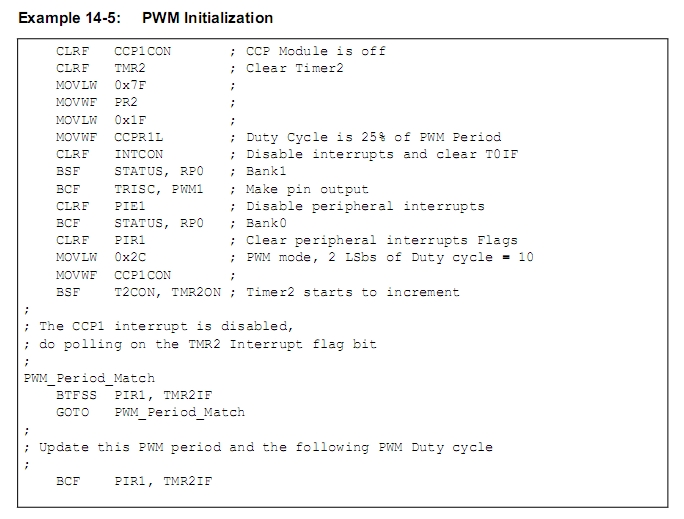 Example 14-5: PWM Initialization
CLRF CCP1CON ; CCP Module is off
CLRF TMR2 ; Clear Timer2
MOVLW 0x7F ;
MOVWF PR2 ;
MOVLW 0x1F ;
MOVWF CCPR1L ; Duty Cycle is 25% of PWM Period
CLRF INTCON ; Disable interrupts and clear T0IF
BSF STATUS, RP0 ; Bank1
BCF TRISC, PWM1 ; Make pin output
CLRF PIE1 ; Disable peripheral interrupts
BCF STATUS, RP0 ; Bank0
CLRF PIR1 ; Clear peripheral interrupts Flags
MOVLW 0x2C ; PWM mode, 2 LSbs of Duty cycle = 10
MOVWF CCP1CON ;
BSF T2CON, TMR2ON ; Timer2 starts to increment
;
; The CCP1 interrupt is disabled,
; do polling on the TMR2 Interrupt flag bit
;
PWM_Period_Match
BTFSS PIR1, TMR2IF
GOTO PWM_Period_Match
;
; Update this PWM period and the following PWM Duty cycle
;
BCF PIR1, TMR2IF